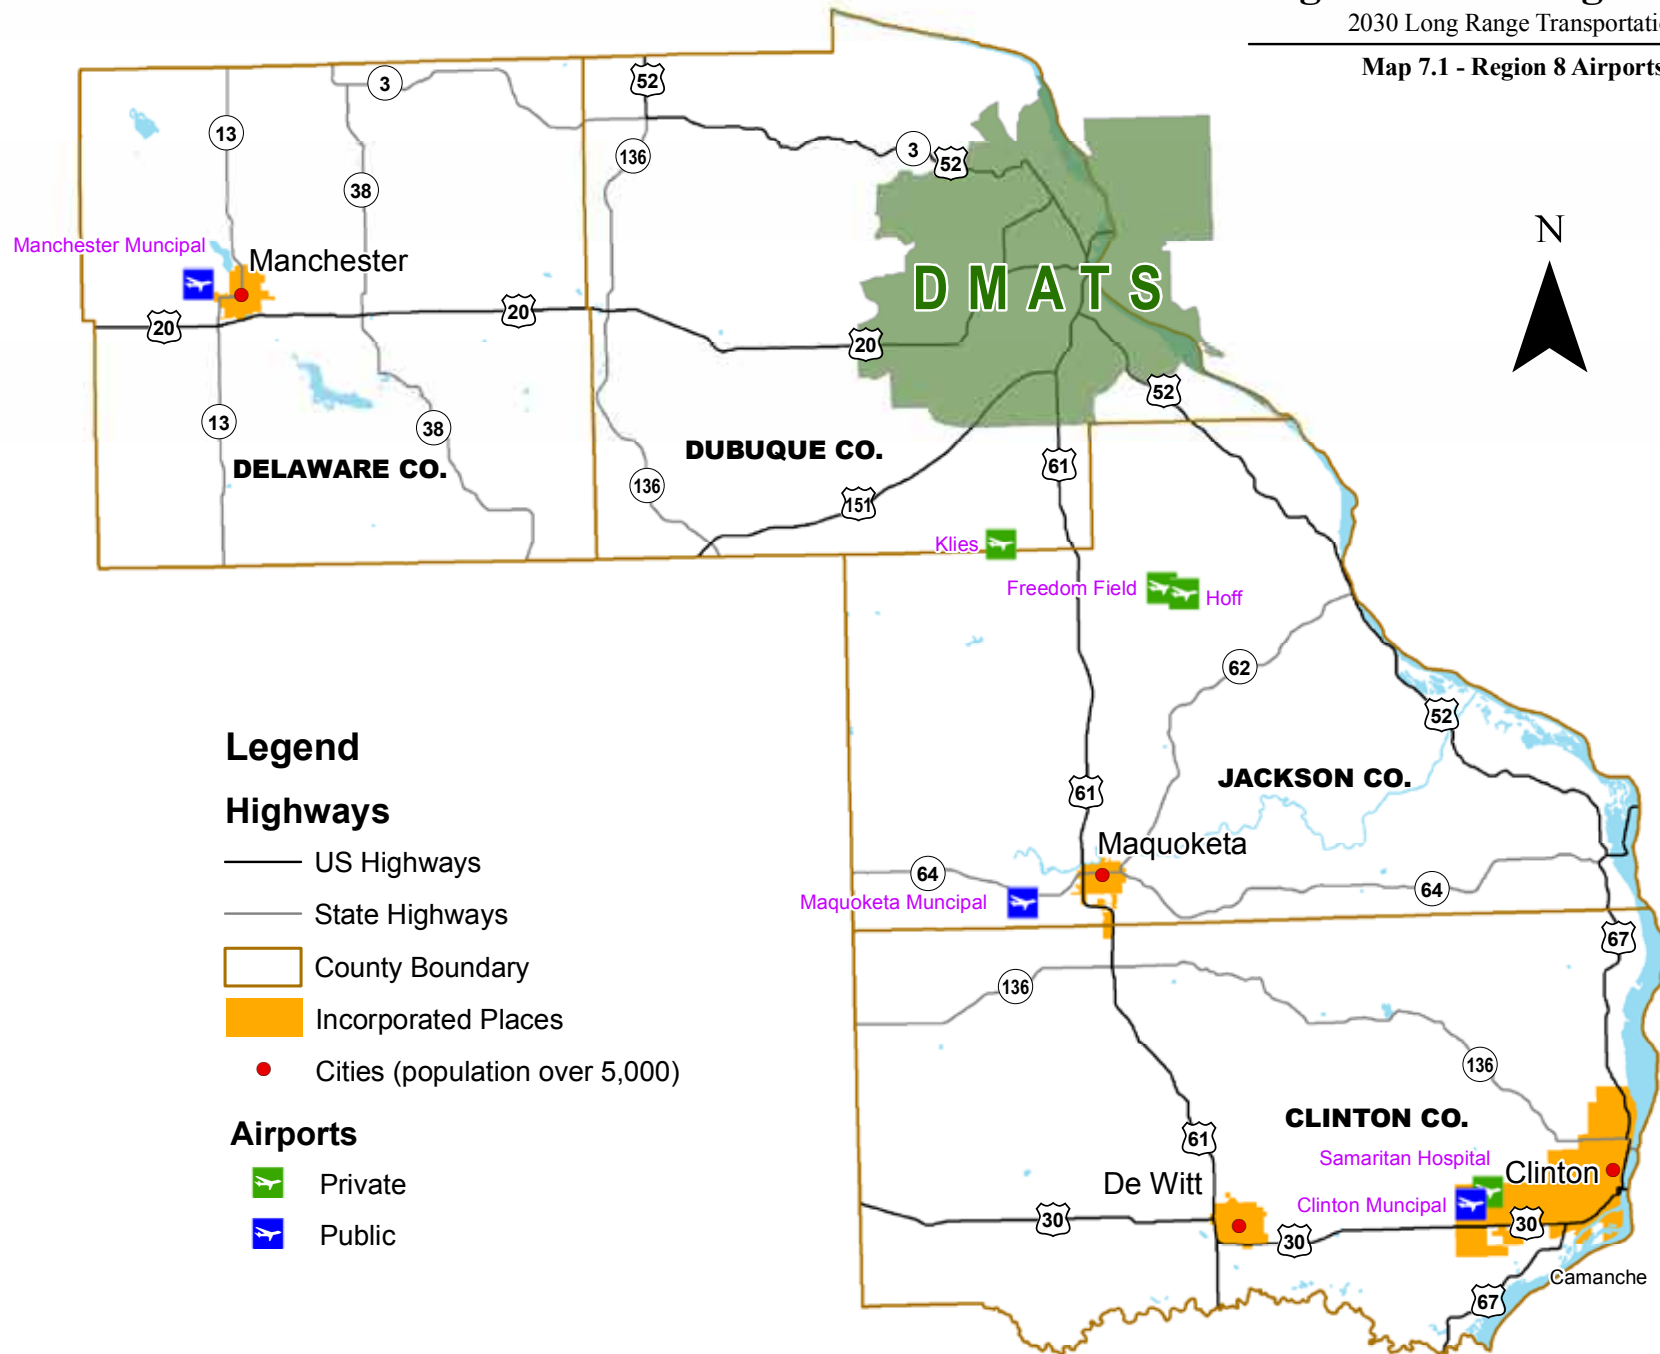 2030 Long Range Transportati
Map 7.1 - Region 8 Airports
N
52
3
13
136
3
52
38
Manchester Muncipal
Manchester
D M A T S
20
20
20
52
13
38
DELAWARE CO.
DUBUQUE CO.
61
136
151
Klies
Freedom Field
Hoff
62
52
JACKSON CO.
61
Maquoketa
64
64
Maquoketa Muncipal
67
136
136
CLINTON CO.
61
Samaritan Hospital
De Witt
Clinton
Clinton Muncipal
30
30
30
Camanche
67
Legend
Highways
US Highways
State Highways
County Boundary
Incorporated Places
Cities (population over 5,000)
Airports
Private
Public